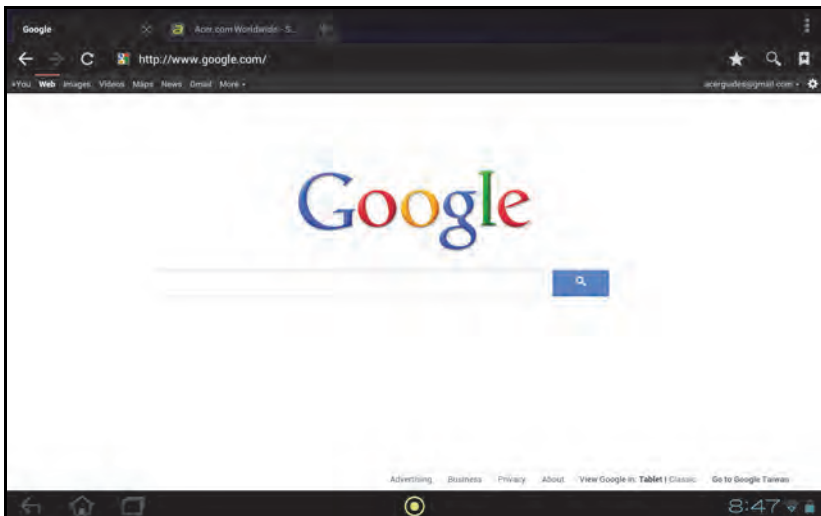 Google Acer.com Worldwide - S...
http://www.google.com/
+You Web Images Videos Maps News Gmail More acerguides@gmail.com
Google
Advertising Business Privacy About View Google in: Tablet | Classic Go to Google Taiwan
8:47